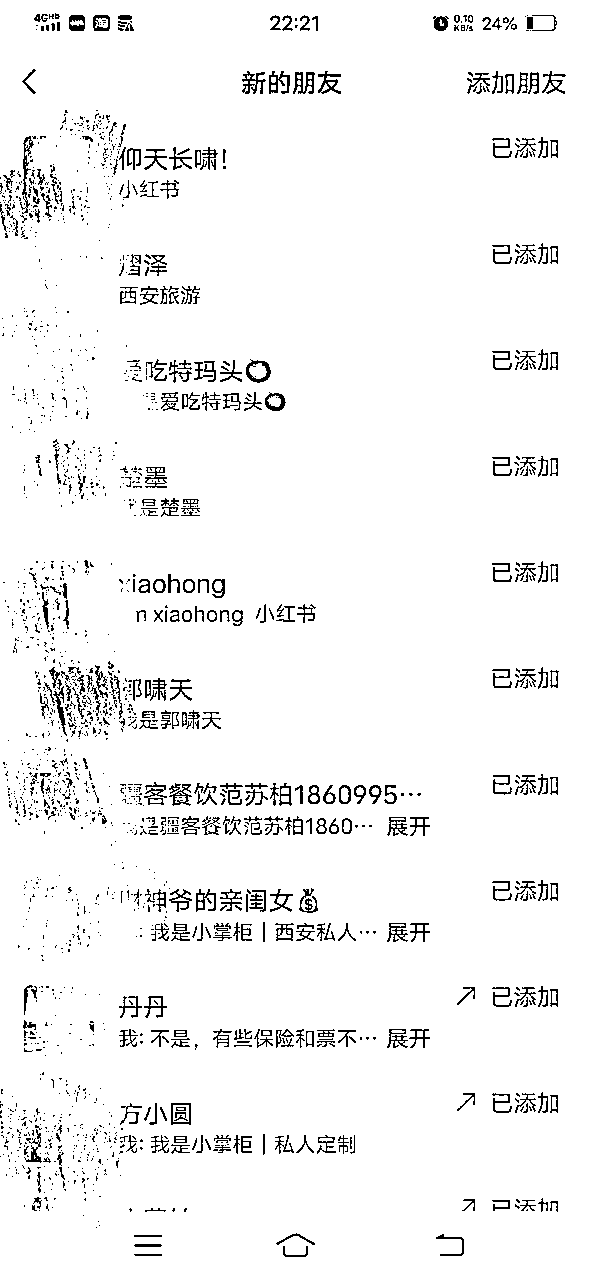 4G 22:21 0.10 KB/s 24%
新的朋友 添加朋友
仰天长啸! 已添加
小红书
熠泽 已添加
西安旅游
爱吃特玛头 已添加
是爱吃特玛头
楚墨 已添加
我是楚墨
xiaohong 已添加
m xiaohong 小红书
郭啸天 已添加
我是郭啸天
疆客餐饮范苏柏1860995… 已添加
我是疆客餐饮范苏柏1860… 展开
财神爷的亲闺女💰 已添加
: 我是小掌柜｜西安私人… 展开
丹丹 已添加
我: 不是，有些保险和票不… 展开
方小圆 已添加
我: 我是小掌柜｜私人定制
已添加